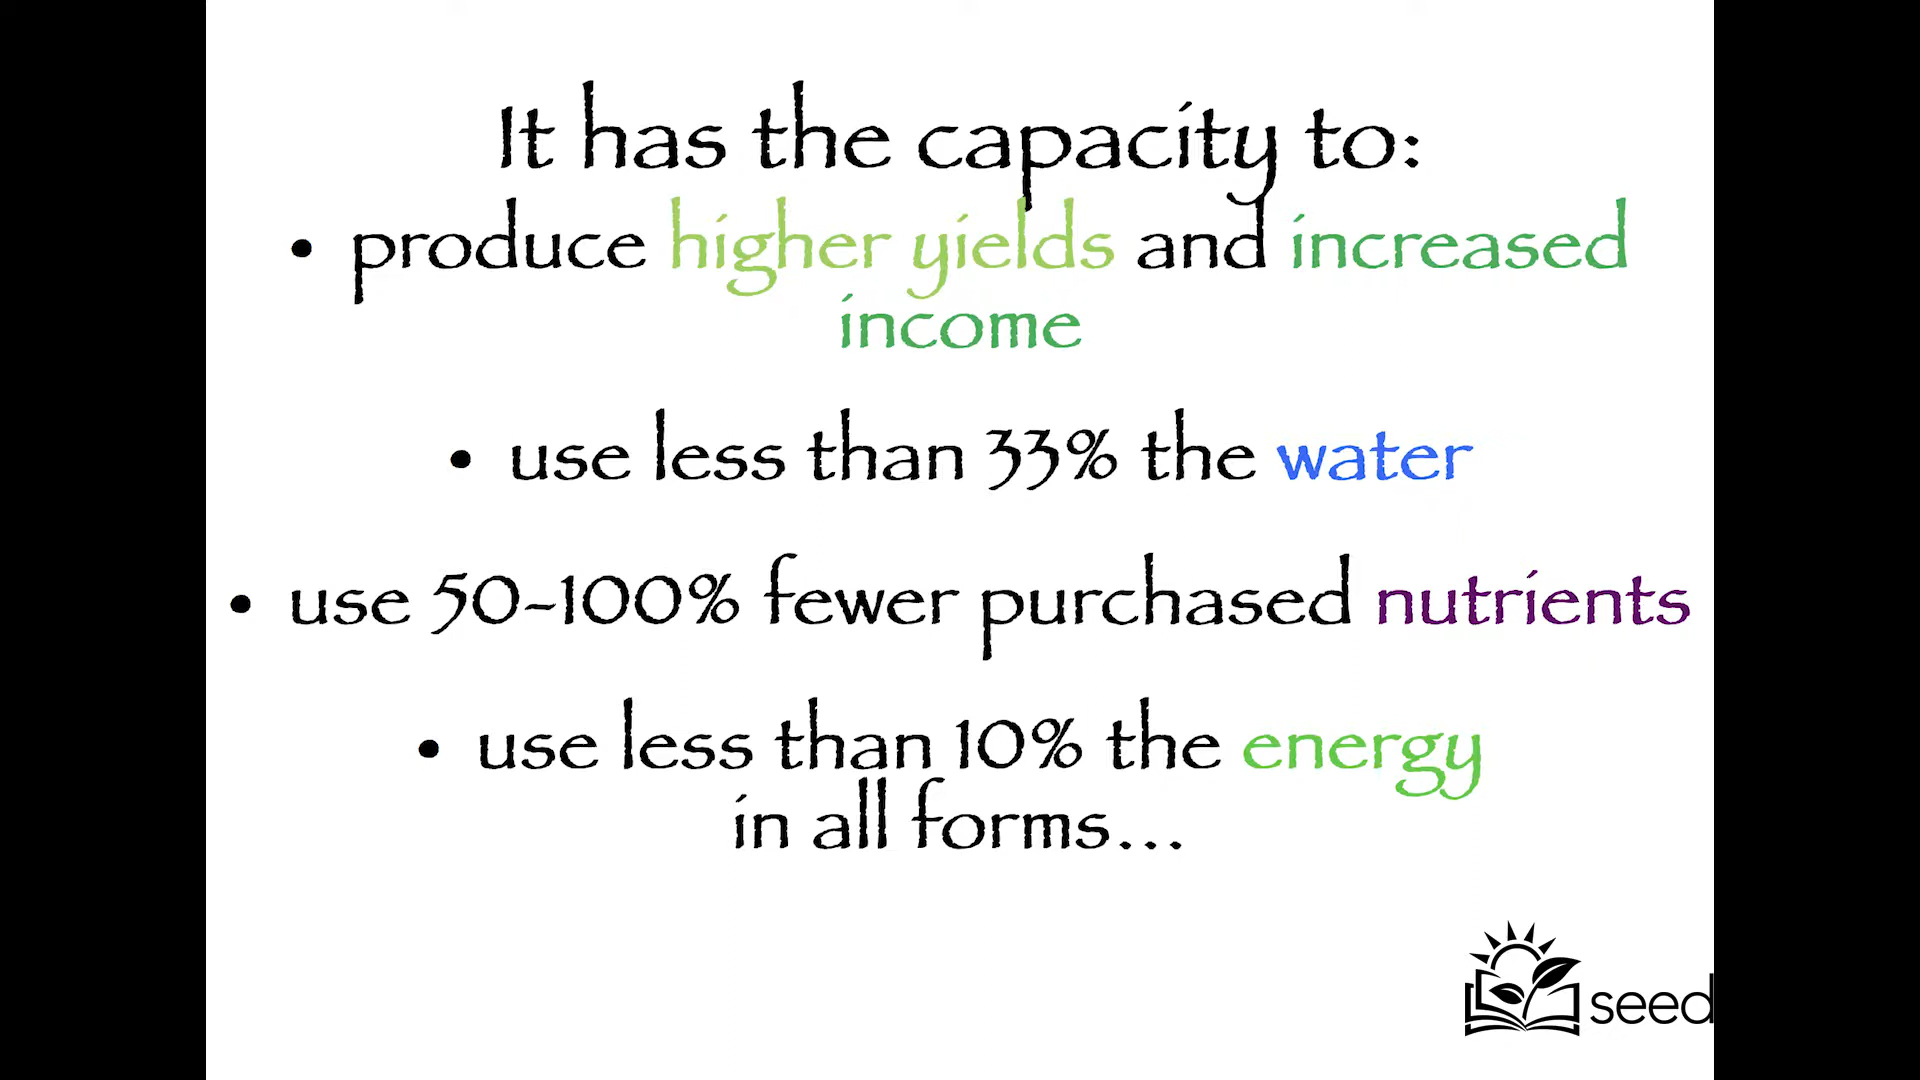 It has the capacity to:
• produce higher yields and increased
income
• use less than 33% the water
• use 50-100% fewer purchased nutrients
• use less than 10% the energy
in all forms...
seed